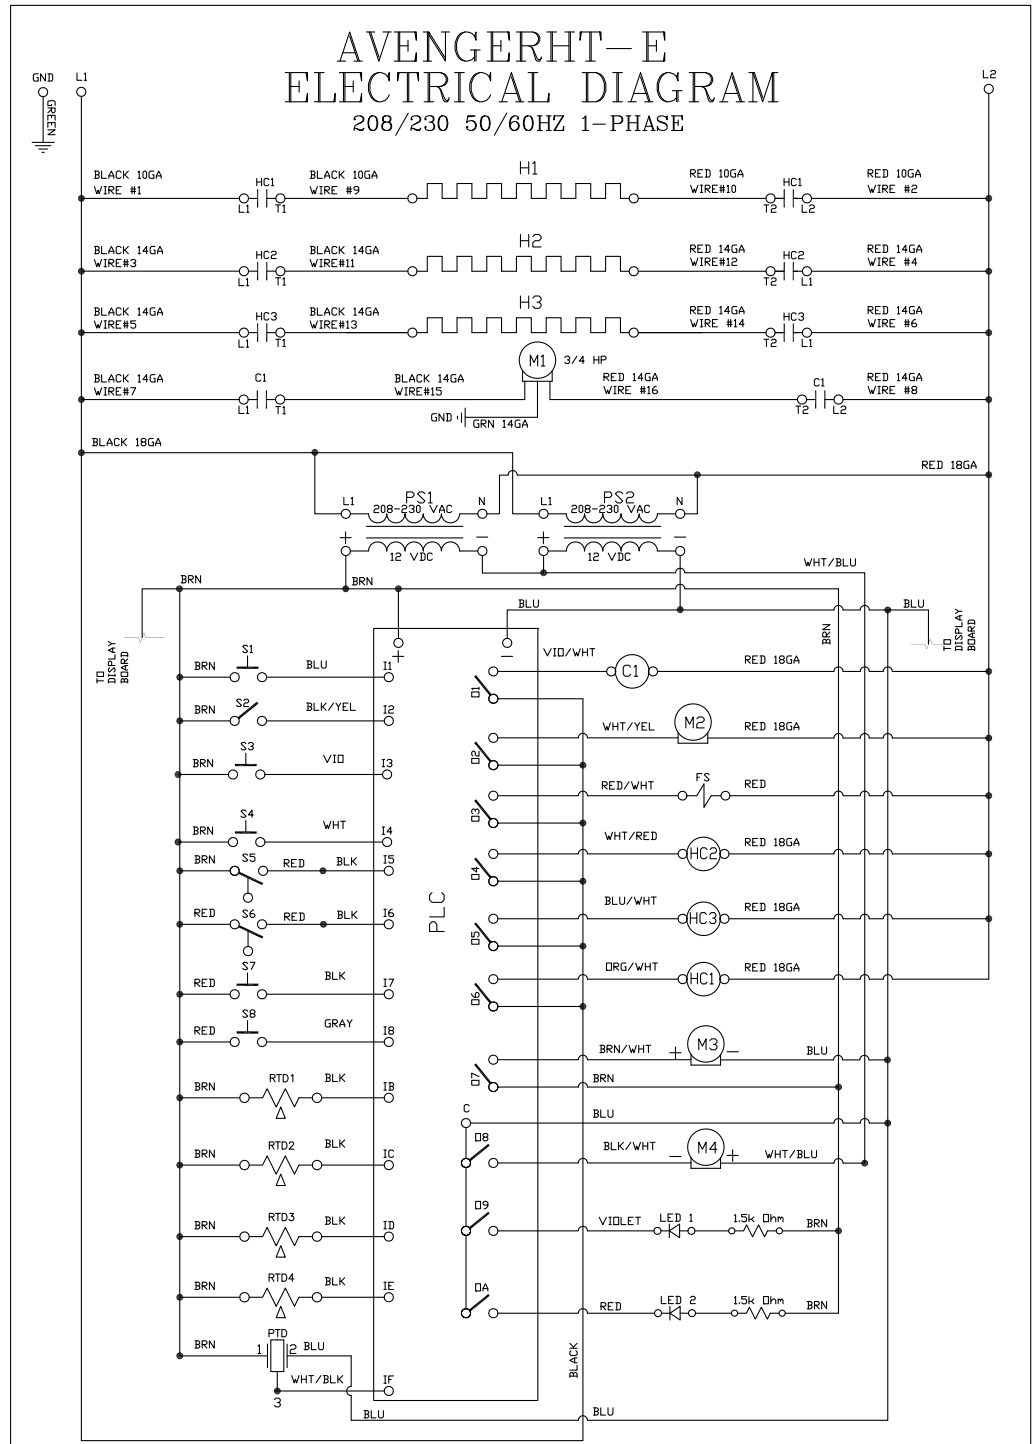 AVENGERHT-E
ELECTRICAL DIAGRAM
208/230 50/60HZ 1-PHASE
GND
L1
L2
GREEN
BLACK 10GA
WIRE #1
HC1
L1
T1
BLACK 10GA
WIRE #9
H1
RED 10GA
WIRE#10
HC1
T2
L2
RED 10GA
WIRE #2
BLACK 14GA
WIRE#3
HC2
L1
T1
BLACK 14GA
WIRE#11
H2
RED 14GA
WIRE#12
HC2
T2
L1
RED 14GA
WIRE #4
BLACK 14GA
WIRE#5
HC3
L1
T1
BLACK 14GA
WIRE#13
H3
RED 14GA
WIRE #14
HC3
T2
L1
RED 14GA
WIRE #6
BLACK 14GA
WIRE#7
C1
L1
T1
BLACK 14GA
WIRE#15
M1
3/4 HP
RED 14GA
WIRE #16
C1
T2
L2
RED 14GA
WIRE #8
GND
GRN 14GA
BLACK 18GA
RED 18GA
L1
PS1
N
208-230 VAC
+
-
12 VDC
L1
PS2
N
208-230 VAC
+
-
12 VDC
WHT/BLU
BRN
BRN
BLU
BLU
BRN
TO
DISPLAY
BOARD
TO
DISPLAY
BOARD
+
-
PLC
BRN
S1
BLU
I1
BRN
S2
BLK/YEL
I2
BRN
S3
VIO
I3
BRN
S4
WHT
I4
BRN
S5
RED
BLK
I5
RED
S6
RED
BLK
I6
RED
S7
BLK
I7
RED
S8
GRAY
I8
BRN
RTD1
BLK
IB
BRN
RTD2
BLK
IC
BRN
RTD3
BLK
ID
BRN
RTD4
BLK
IE
BRN
PTD
1
2
BLU
WHT/BLK
IF
3
BLU
O1
VIO/WHT
C1
RED 18GA
O2
WHT/YEL
M2
RED 18GA
O3
RED/WHT
FS
RED
O4
WHT/RED
HC2
RED 18GA
O5
BLU/WHT
HC3
RED 18GA
O6
ORG/WHT
HC1
RED 18GA
O7
BRN/WHT
+
M3
-
BLU
BRN
C
BLU
O8
BLK/WHT
-
M4
+
WHT/BLU
O9
VIOLET
LED 1
1.5k Ohm
BRN
OA
RED
LED 2
1.5k Ohm
BRN
BLACK
BLU